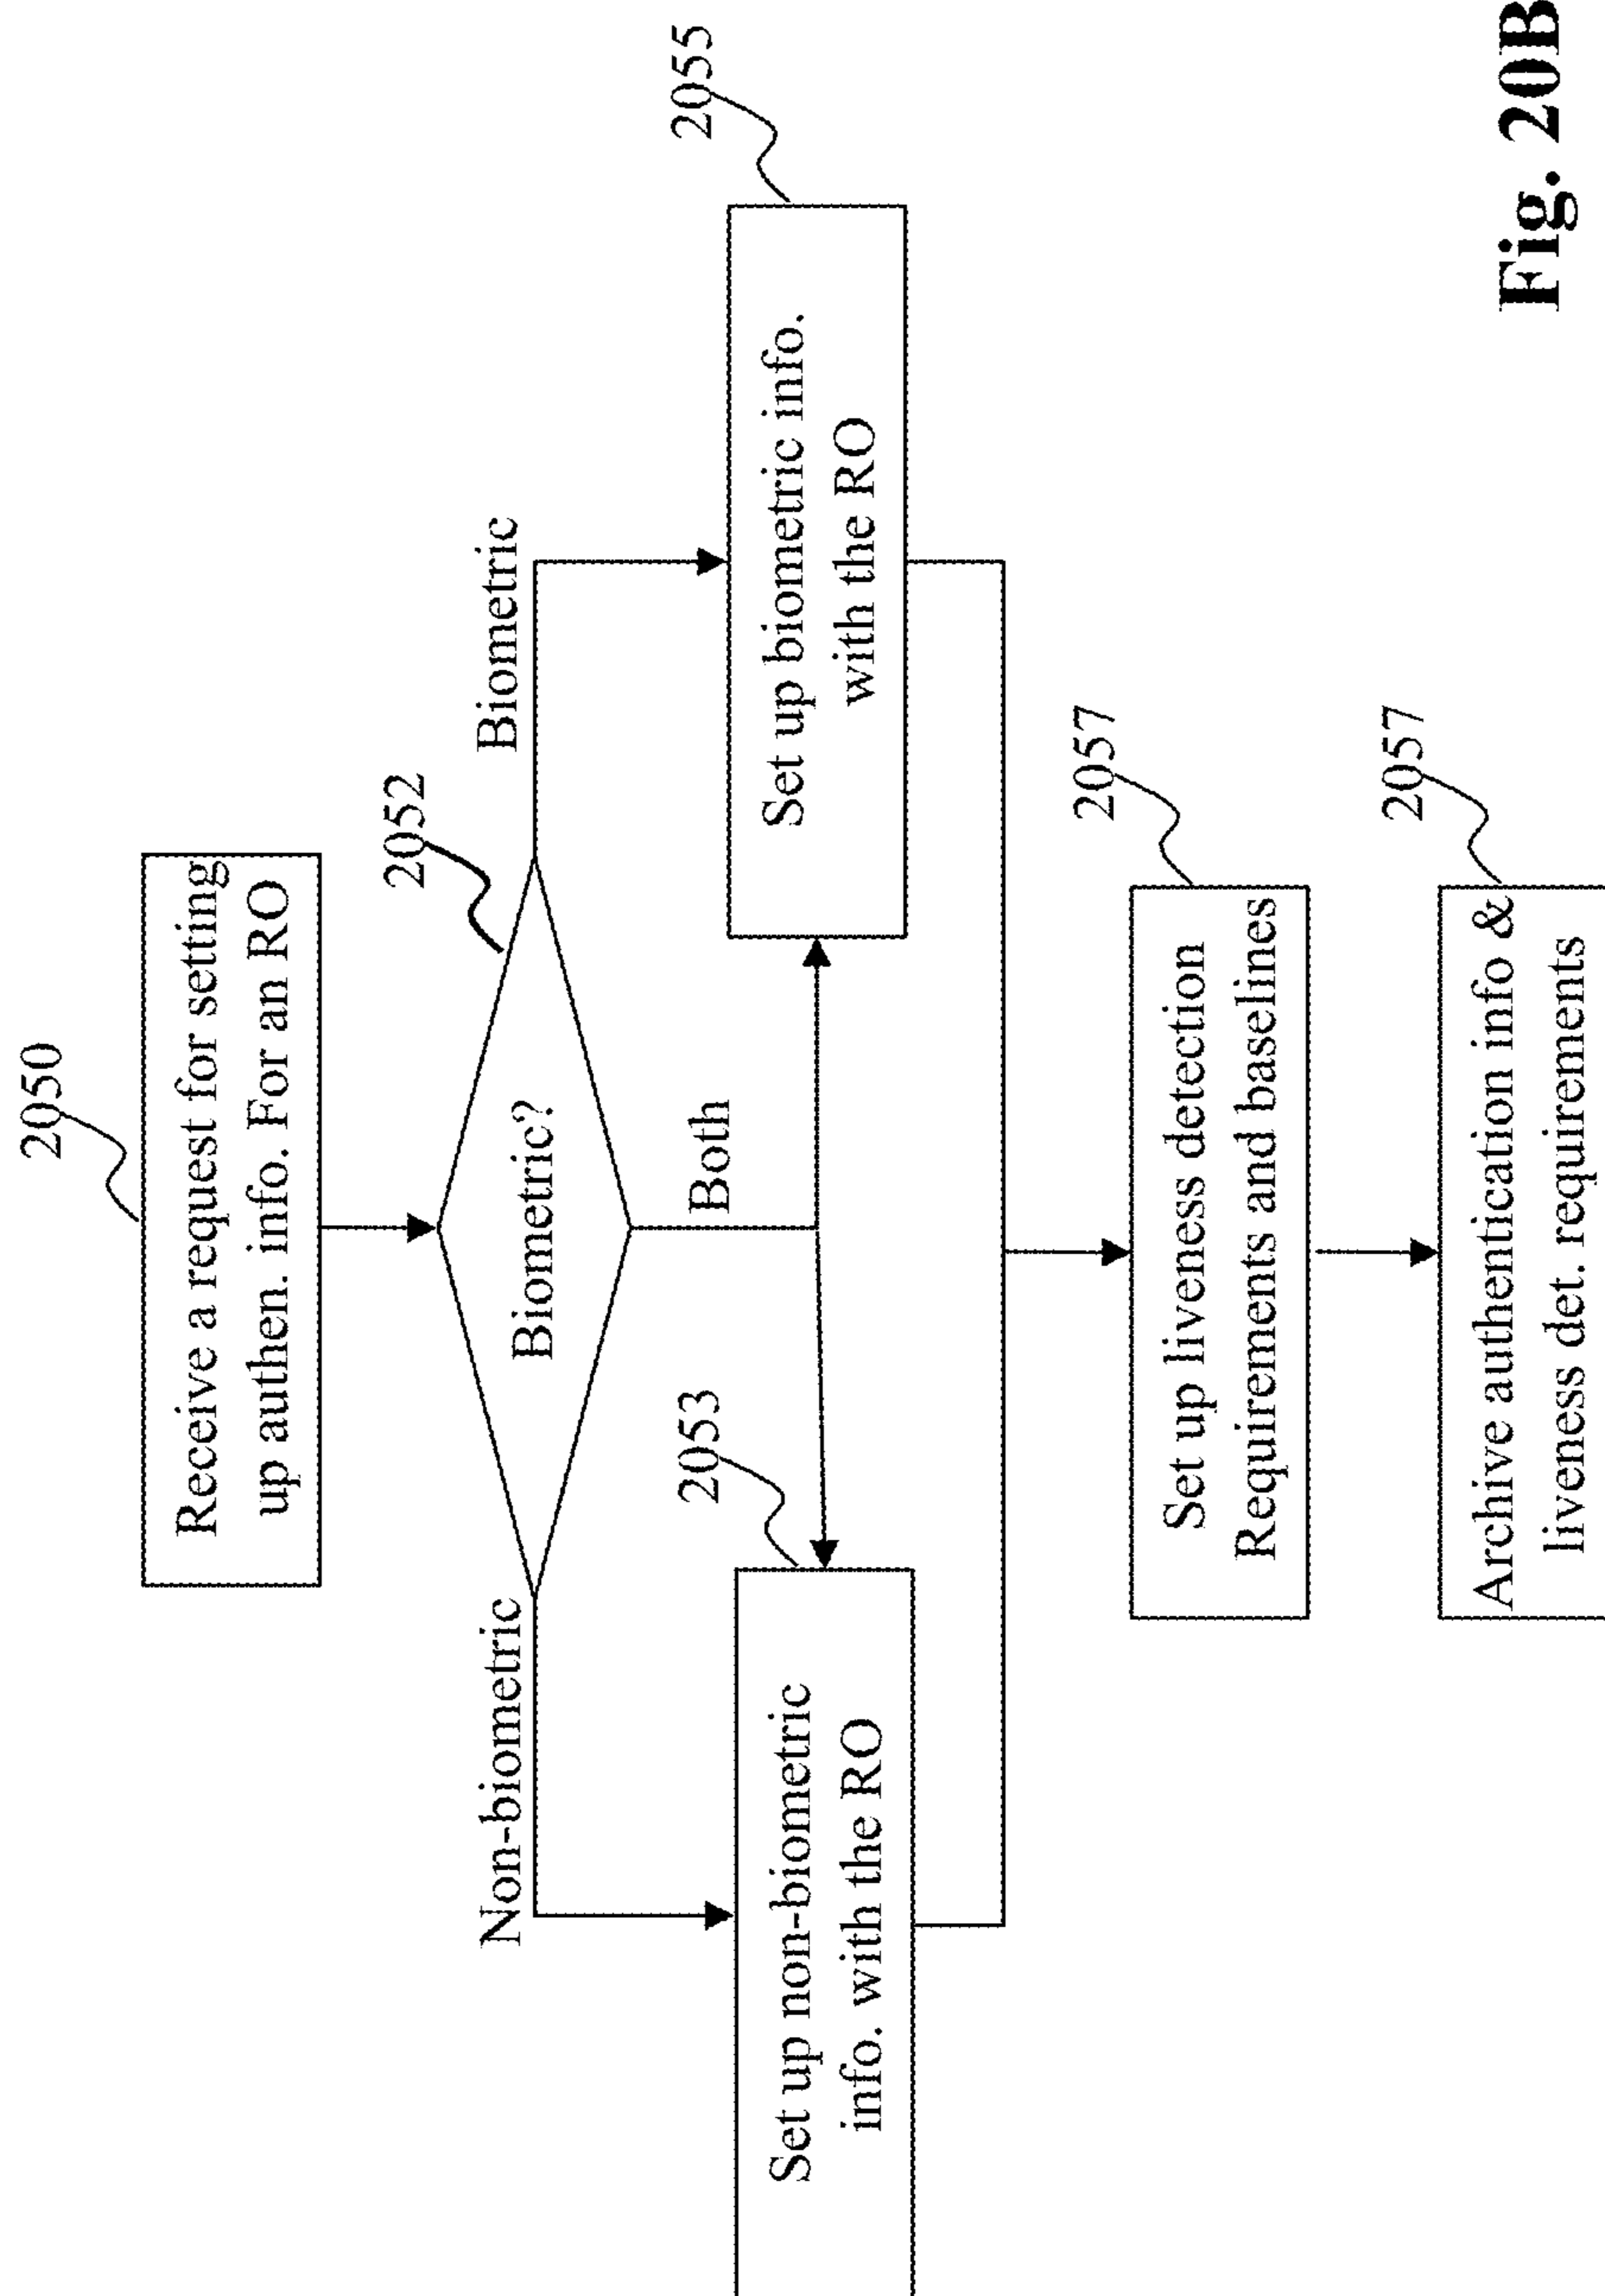 2050
Receive a request for setting
up authen. info. For an RO
2052
Biometric?
Non-biometric
Biometric
Both
2053
2055
Set up non-biometric
info. with the RO
Set up biometric info.
with the RO
2057
Set up liveness detection
Requirements and baselines
2057
Archive authentication info &
liveness det. requirements
Fig. 20B